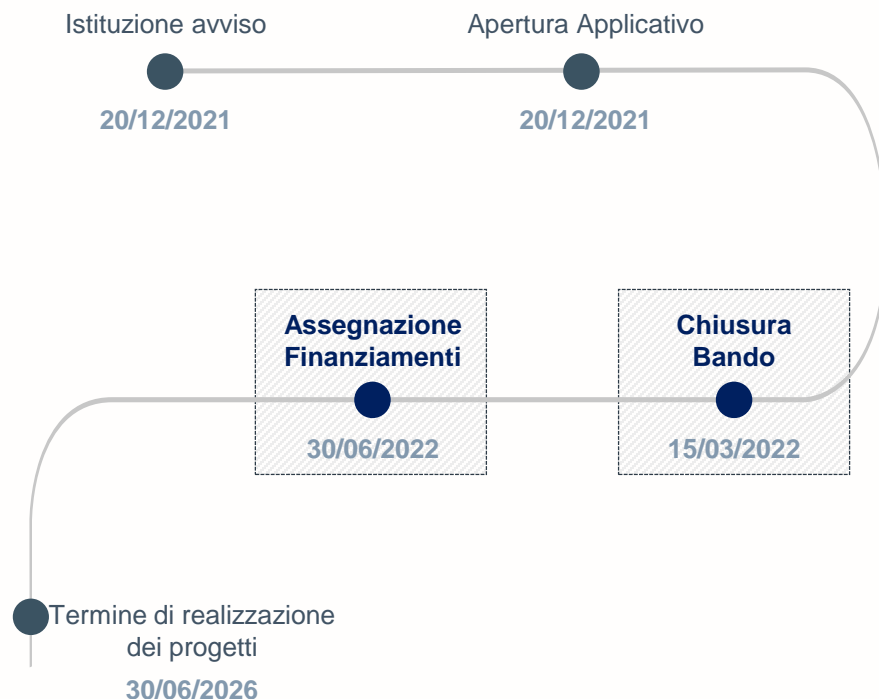 Istituzione avviso
Apertura Applicativo
20/12/2021
20/12/2021
Assegnazione
Finanziamenti
30/06/2022
Chiusura
Bando
15/03/2022
Termine di realizzazione
dei progetti
30/06/2026